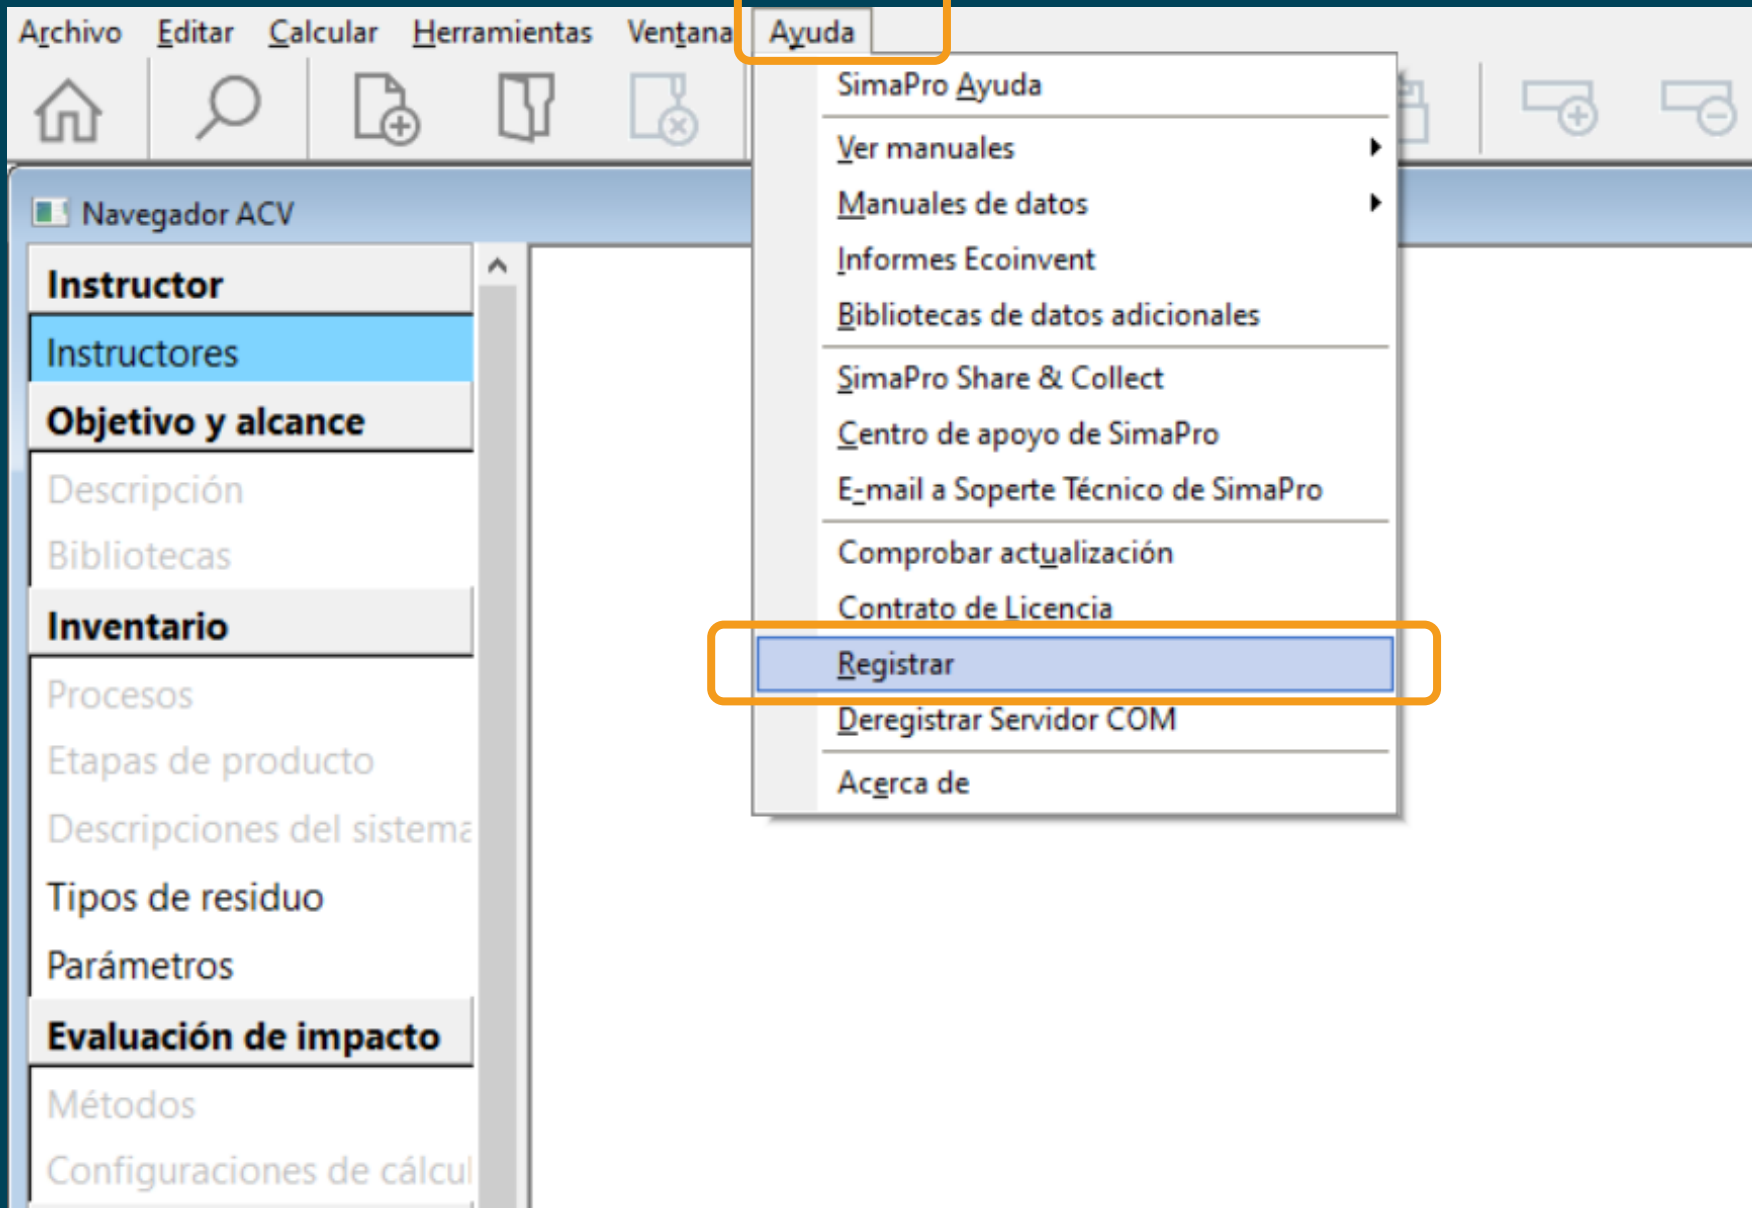 Archivo Editar Calcular Herramientas Ventana Ayuda
SimaPro Ayuda
Ver manuales
Manuales de datos
Informes Ecoinvent
Bibliotecas de datos adicionales
SimaPro Share & Collect
Centro de apoyo de SimaPro
E-mail a Soperte Técnico de SimaPro
Comprobar actualización
Contrato de Licencia
Registrar
Deregistrar Servidor COM
Acerca de
Navegador ACV
Instructor
Instructores
Objetivo y alcance
Descripción
Bibliotecas
Inventario
Procesos
Etapas de producto
Descripciones del sistema
Tipos de residuo
Parámetros
Evaluación de impacto
Métodos
Configuraciones de cálcul